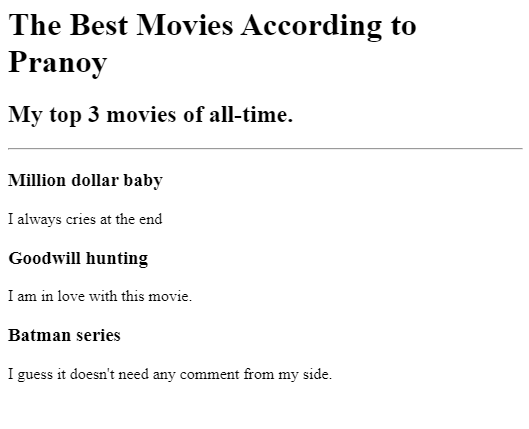 The Best Movies According to
Pranoy
My top 3 movies of all-time.
Million dollar baby
I always cries at the end
Goodwill hunting
I am in love with this movie.
Batman series
I guess it doesn't need any comment from my side.